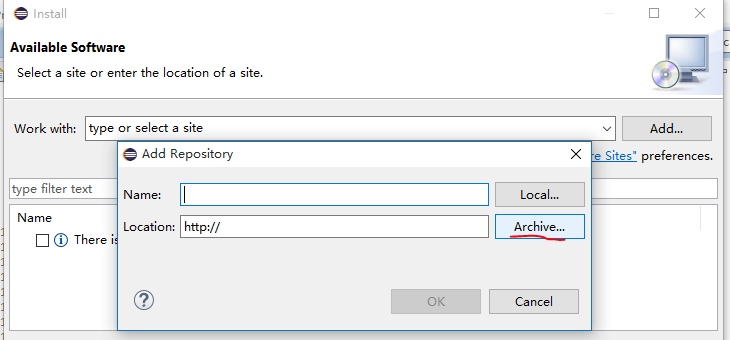 Install
Available Software
Select a site or enter the location of a site.
Work with: type or select a site Add...
Add Repository
re Sites" preferences.
type filter text
Name: Local...
Name
Location: http:// Archive...
There is
OK Cancel